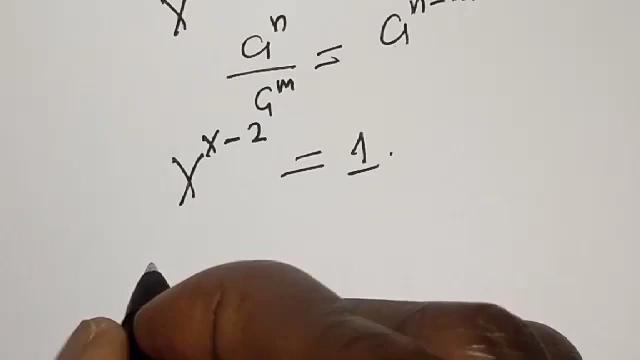 Y
a^n / a^m = a^n-
Y^x-2 = 1.